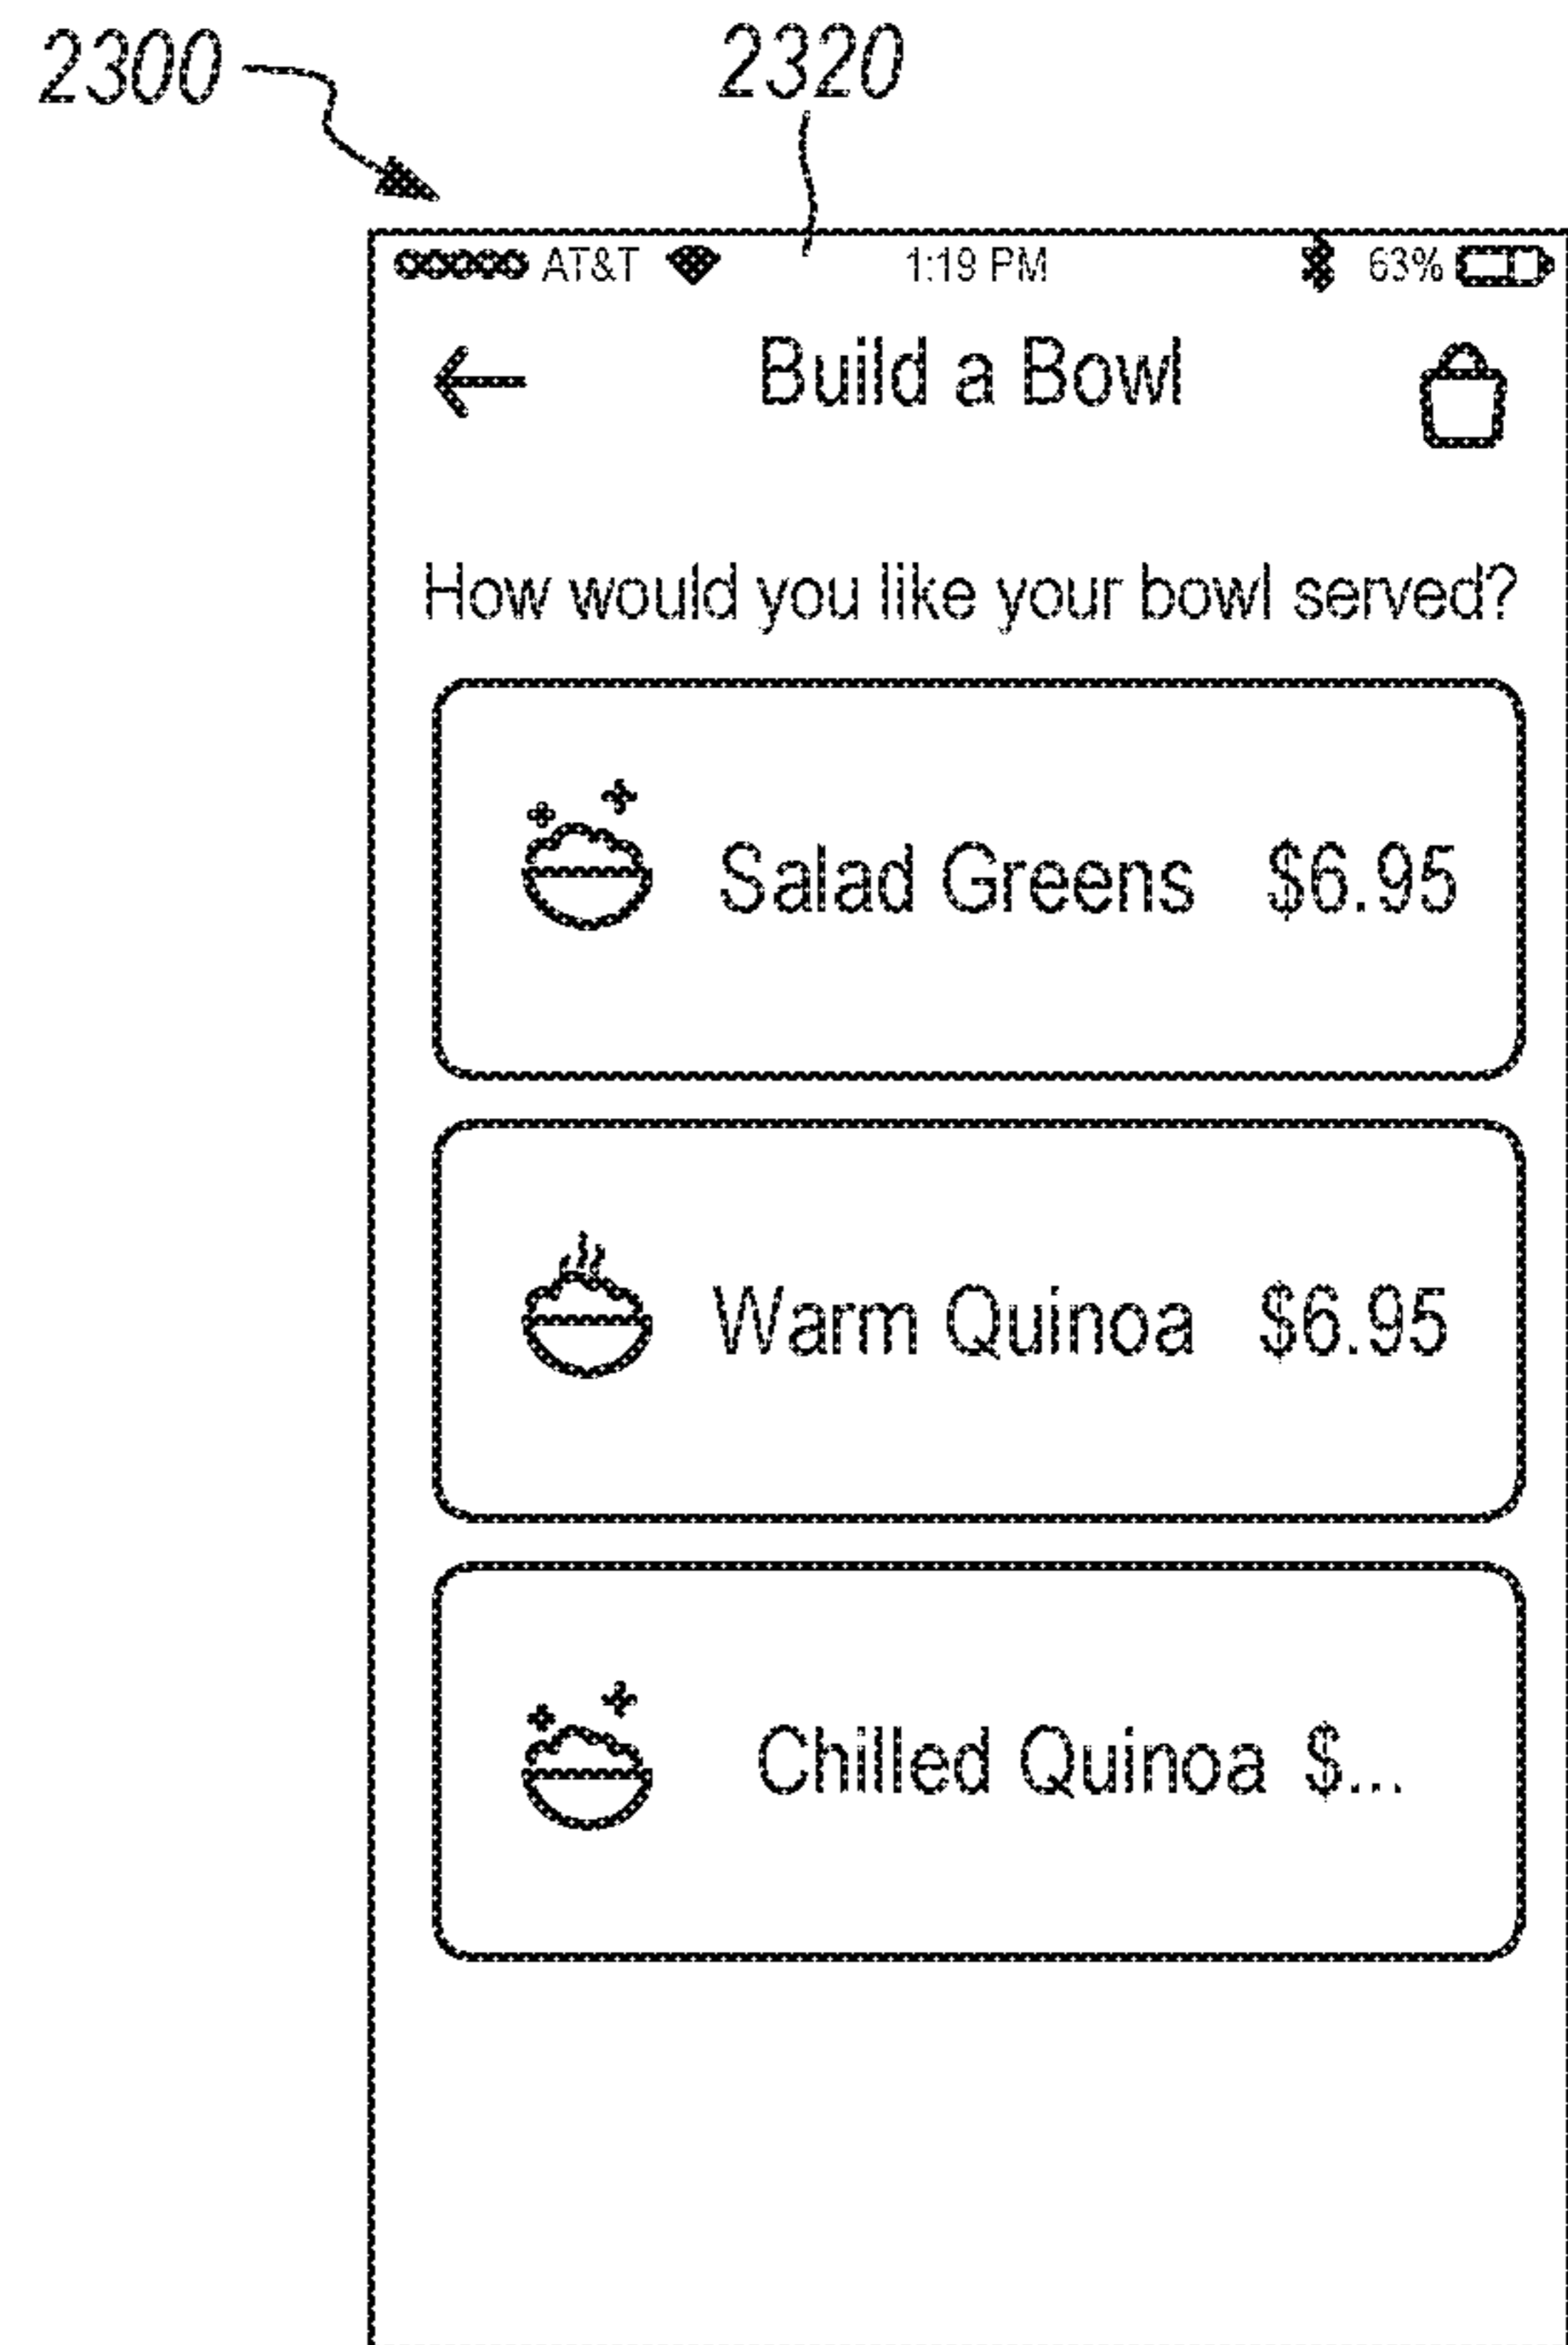 2300 2320
AT&T 1:19 PM 63%
Build a Bowl
How would you like your bowl served?
Salad Greens $6.95
Warm Quinoa $6.95
Chilled Quinoa $...